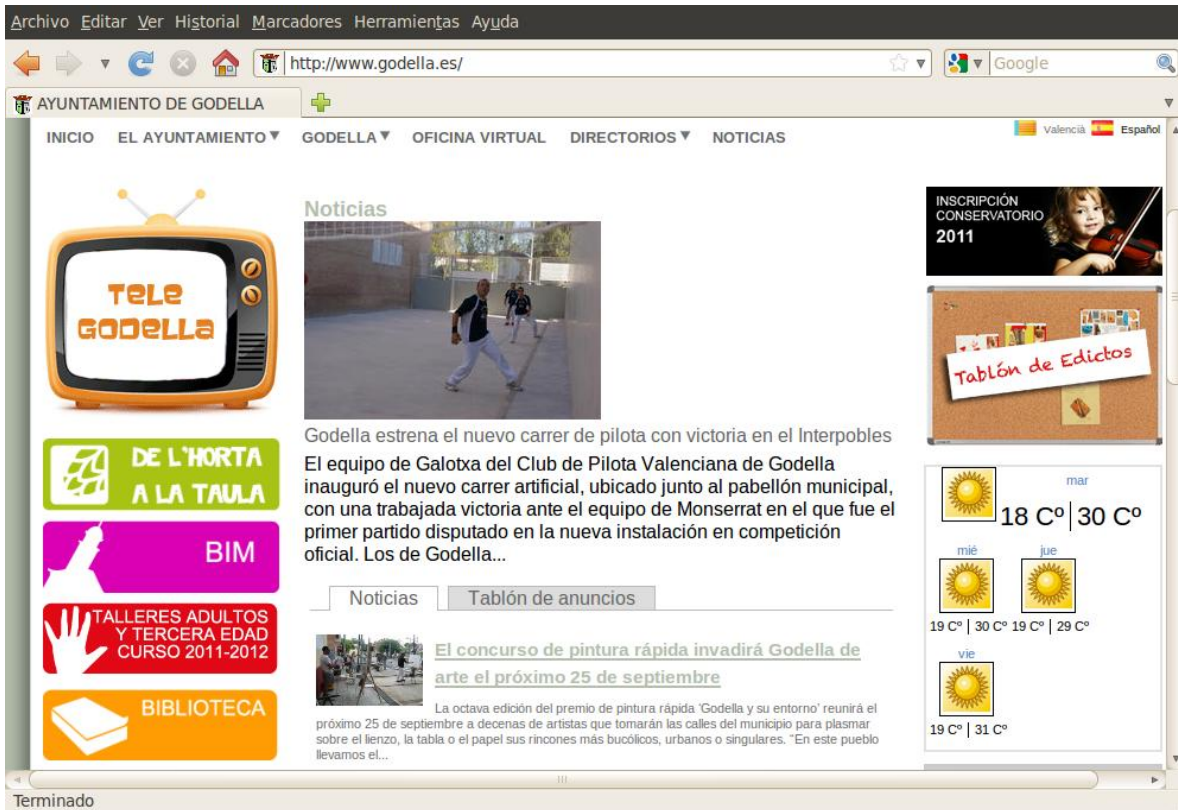 Archivo Editar Ver Historial Marcadores Herramientas Ayuda
http://www.godella.es/
Google
AYUNTAMIENTO DE GODELLA
INICIO EL AYUNTAMIENTO GODELLA OFICINA VIRTUAL DIRECTORIOS NOTICIAS
Valencià Español
TELE
GODELLA
DE L'HORTA
A LA TAULA
BIM
TALLERES ADULTOS
Y TERCERA EDAD
CURSO 2011-2012
BIBLIOTECA
Noticias
Godella estrena el nuevo carrer de pilota con victoria en el Interpobles
El equipo de Galotxa del Club de Pilota Valenciana de Godella
inauguró el nuevo carrer artificial, ubicado junto al pabellón municipal,
con una trabajada victoria ante el equipo de Monserrat en el que fue el
primer partido disputado en la nueva instalación en competición
oficial. Los de Godella...
Noticias Tablón de anuncios
El concurso de pintura rápida invadirá Godella de
arte el próximo 25 de septiembre
La octava edición del premio de pintura rápida 'Godella y su entorno' reunirá el
próximo 25 de septiembre a decenas de artistas que tomarán las calles del municipio para plasmar
sobre el lienzo, la tabla o el papel sus rincones más bucólicos, urbanos o singulares. "En este pueblo
llevamos el...
INSCRIPCIÓN
CONSERVATORIO
2011
Tablón de Edictos
mar
18 Cº 30 Cº
mié jue
19 Cº 30 Cº 19 Cº 29 Cº
vie
19 Cº 31 Cº
Terminado